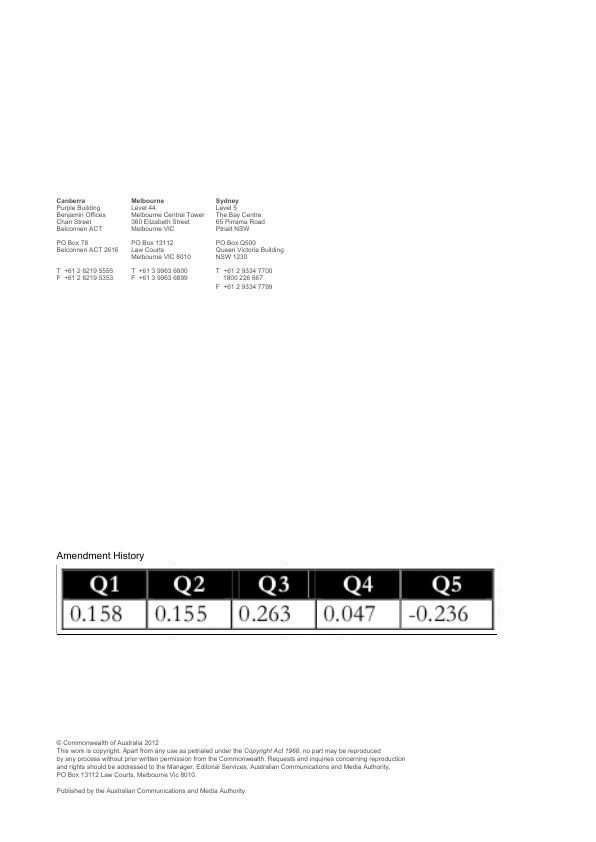 Canberra
Purple Building
Benjamin Offices
Chan Street
Belconnen ACT
PO Box 78
Belconnen ACT 2616
T +61 2 6219 5555
F +61 2 6219 5353
Melbourne
Level 44
Melbourne Central Tower
360 Elizabeth Street
Melbourne VIC
PO Box 13112
Law Courts
Melbourne VIC 8010
T +61 3 9963 6800
F +61 3 9963 6899
Sydney
Level 5
The Bay Centre
65 Pirrama Road
Ptrialt NSW
PO Box Q500
Queen Victoria Building
NSW 1230
T +61 2 9334 7700
1800 226 667
F +61 2 9334 7799
Amendment History
Q1 Q2 Q3 Q4 Q5
0.158 0.155 0.263 0.047 -0.236
© Commonwealth of Australia 2012
This work is copyright. Apart from any use as petrialed under the Copyright Act 1968, no part may be reproduced
by any process without prior written permission from the Commonwealth. Requests and inquiries concerning reproduction
and rights should be addressed to the Manager, Editorial Services, Australian Communications and Media Authority,
PO Box 13112 Law Courts, Melbourne Vic 8010.
Published by the Australian Communications and Media Authority